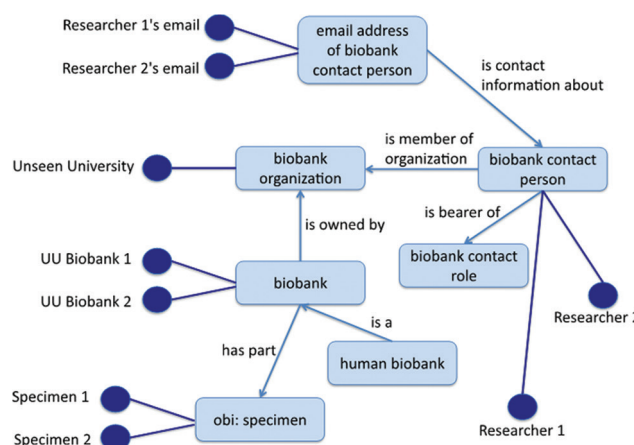 Researcher 1's email
Researcher 2's email
email address
of biobank
contact person
is contact
information about
Unseen University
biobank
organization
is member of
organization
biobank contact
person
is owned by
is bearer of
biobank contact
role
UU Biobank 1
UU Biobank 2
biobank
Researcher 2
is a
has part
human biobank
Specimen 1
Specimen 2
obi: specimen
Researcher 1